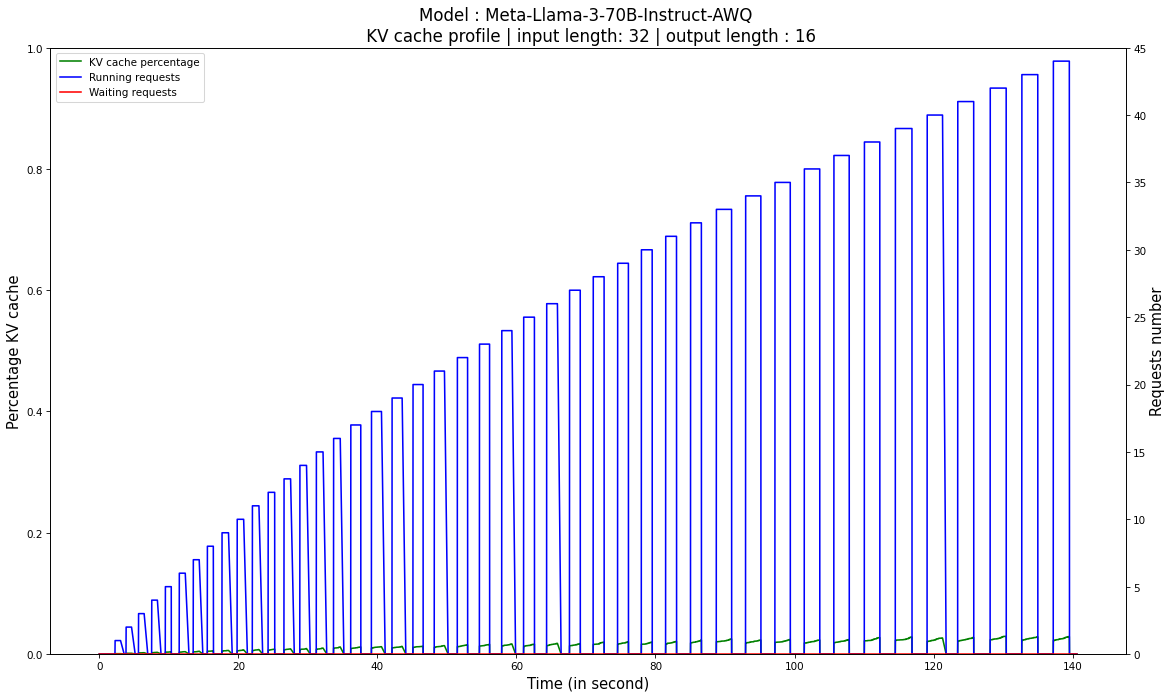 Model : Meta-Llama-3-70B-Instruct-AWQ
KV cache profile | input length: 32 | output length : 16
KV cache percentage
Running requests
Waiting requests
Percentage KV cache
1.0
0.8
0.6
0.4
0.2
0.0
45
40
35
30
25
20
15
10
5
0
Requests number
0 20 40 60 80 100 120 140
Time (in second)